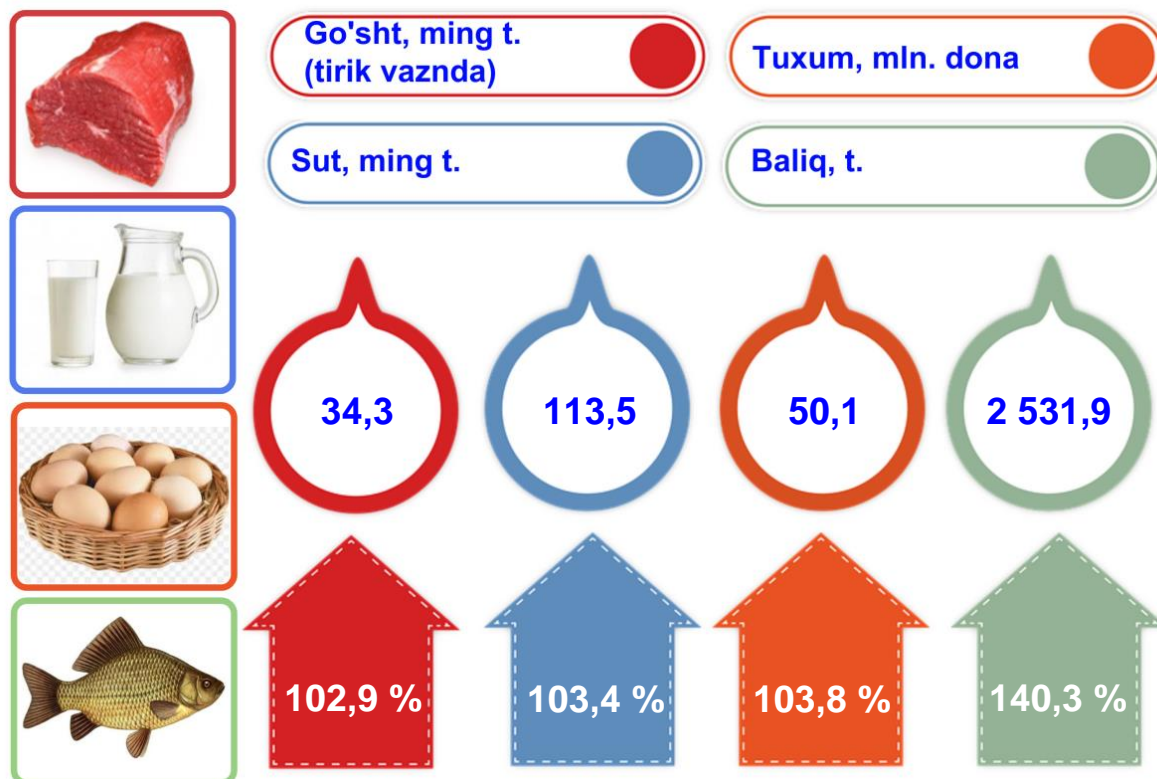 Go'sht, ming t.
(tirik vaznda)
Tuxum, mln. dona
Sut, ming t.
Baliq, t.
34,3
113,5
50,1
2 531,9
102,9 %
103,4 %
103,8 %
140,3 %